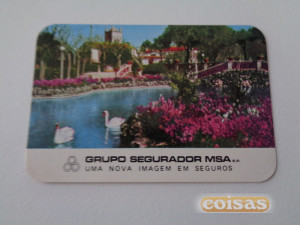 GRUPO SEGURADOR MSA s.a.
UMA NOVA IMAGEM EM SEGUROS
coisas